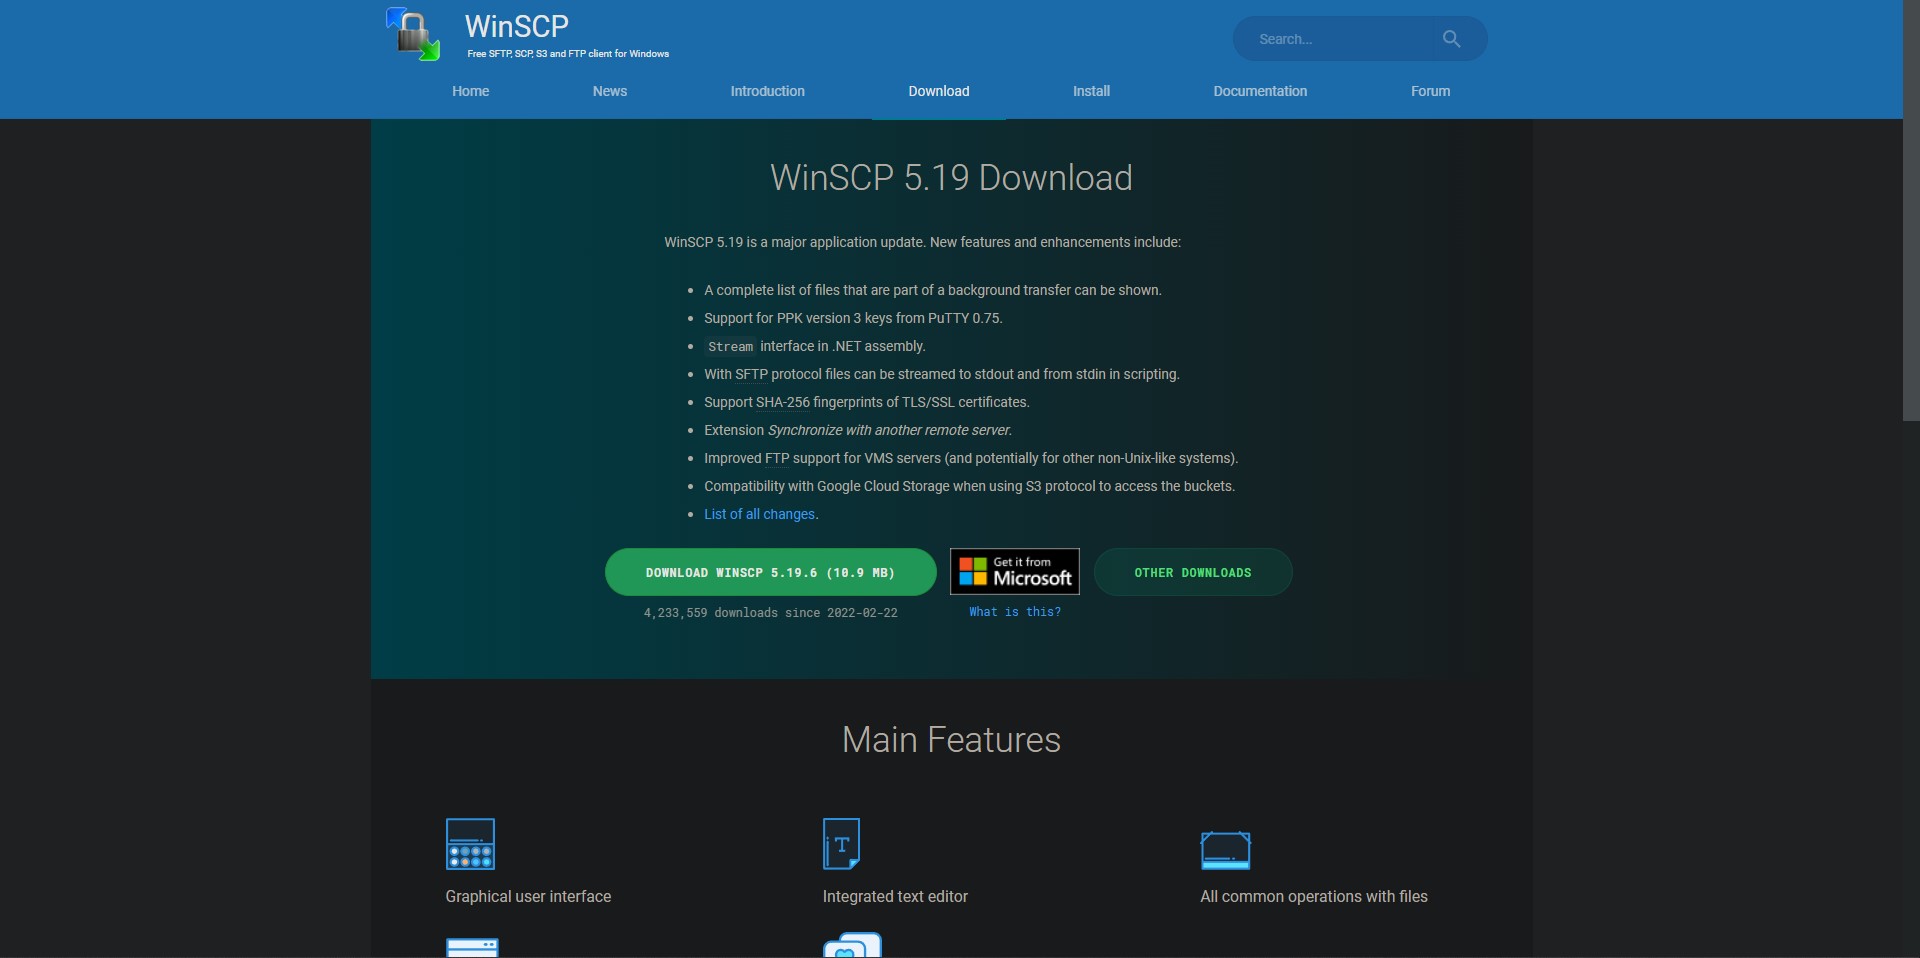 WinSCP
Free SFTP, SCP, S3 and FTP client for Windows
Search...
Home News Introduction Download Install Documentation Forum
WinSCP 5.19 Download
WinSCP 5.19 is a major application update. New features and enhancements include:
A complete list of files that are part of a background transfer can be shown.
Support for PPK version 3 keys from PuTTY 0.75.
Stream interface in .NET assembly.
With SFTP protocol files can be streamed to stdout and from stdin in scripting.
Support SHA-256 fingerprints of TLS/SSL certificates.
Extension Synchronize with another remote server.
Improved FTP support for VMS servers (and potentially for other non-Unix-like systems).
Compatibility with Google Cloud Storage when using S3 protocol to access the buckets.
List of all changes.
DOWNLOAD WINSCP 5.19.6 (10.9 MB)
Get it from
Microsoft
OTHER DOWNLOADS
4,233,559 downloads since 2022-02-22
What is this?
Main Features
T
Graphical user interface
Integrated text editor
All common operations with files